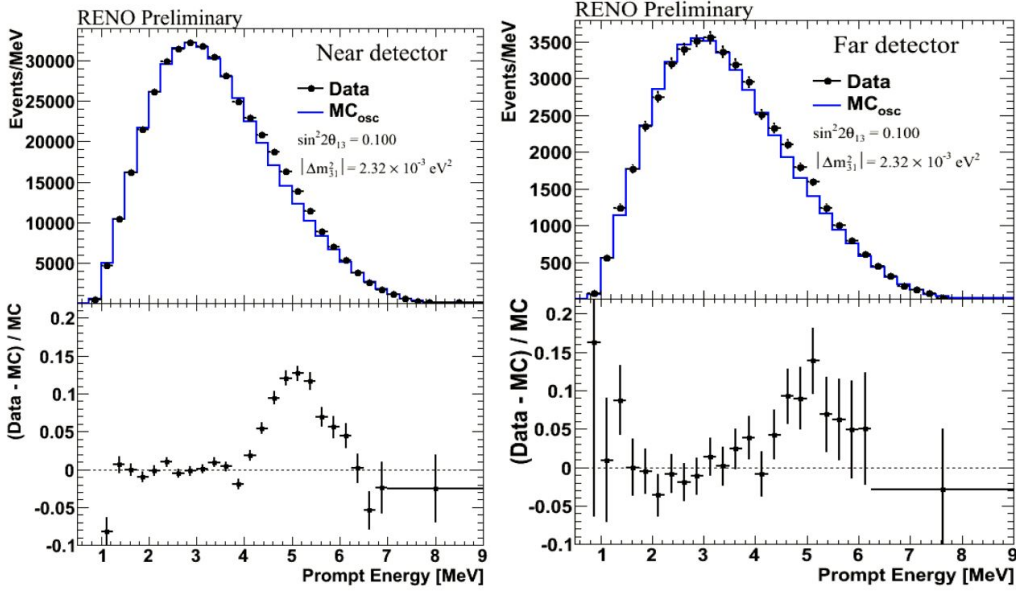 RENO Preliminary
Events/MeV
30000
25000
20000
15000
10000
5000
Near detector
Data
MCosc
sin²2θ₁₃ = 0.100
|Δm²₃₁| = 2.32 × 10⁻³ eV²
(Data - MC) / MC
0.2
0.15
0.1
0.05
0
-0.05
-0.1
1 2 3 4 5 6 7 8 9
Prompt Energy [MeV]
RENO Preliminary
Events/MeV
3500
3000
2500
2000
1500
1000
500
Far detector
Data
MCosc
sin²2θ₁₃ = 0.100
|Δm²₃₁| = 2.32 × 10⁻³ eV²
(Data - MC) / MC
0.2
0.15
0.1
0.05
0
-0.05
-0.1
1 2 3 4 5 6 7 8 9
Prompt Energy [MeV]